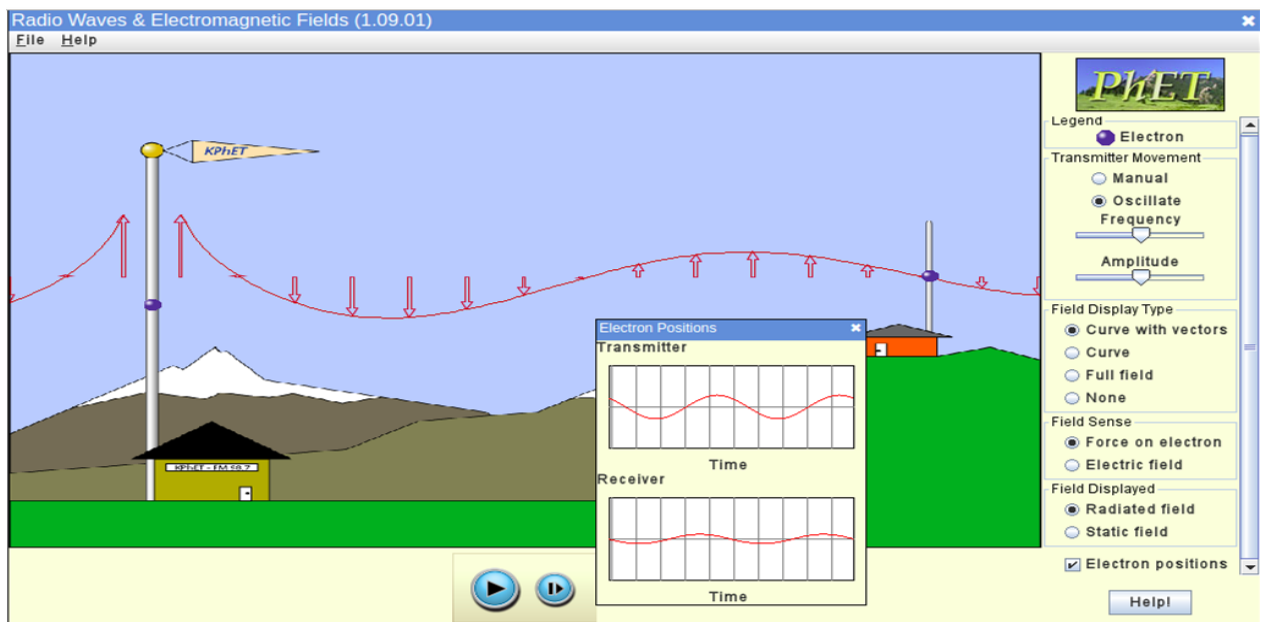 Radio Waves & Electromagnetic Fields (1.09.01)
File Help
KPhET
KPhET - FM 98.7
Electron Positions
Transmitter
Time
Receiver
Time
PhET
Legend
Electron
Transmitter Movement
Manual
Oscillate
Frequency
Amplitude
Field Display Type
Curve with vectors
Curve
Full field
None
Field Sense
Force on electron
Electric field
Field Displayed
Radiated field
Static field
Electron positions
Help!